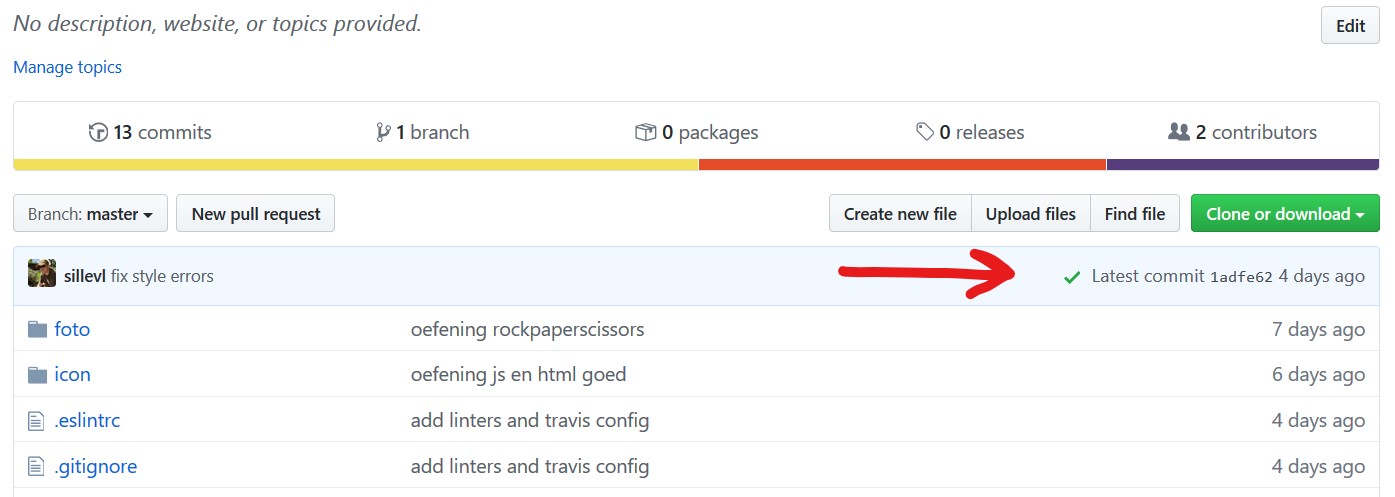 No description, website, or topics provided.
Edit
Manage topics
13 commits
1 branch
0 packages
0 releases
2 contributors
Branch: master
New pull request
Create new file
Upload files
Find file
Clone or download
sillevl fix style errors
Latest commit 1adfe62 4 days ago
foto
oefening rockpaperscissors
7 days ago
icon
oefening js en html goed
6 days ago
.eslintrc
add linters and travis config
4 days ago
.gitignore
add linters and travis config
4 days ago